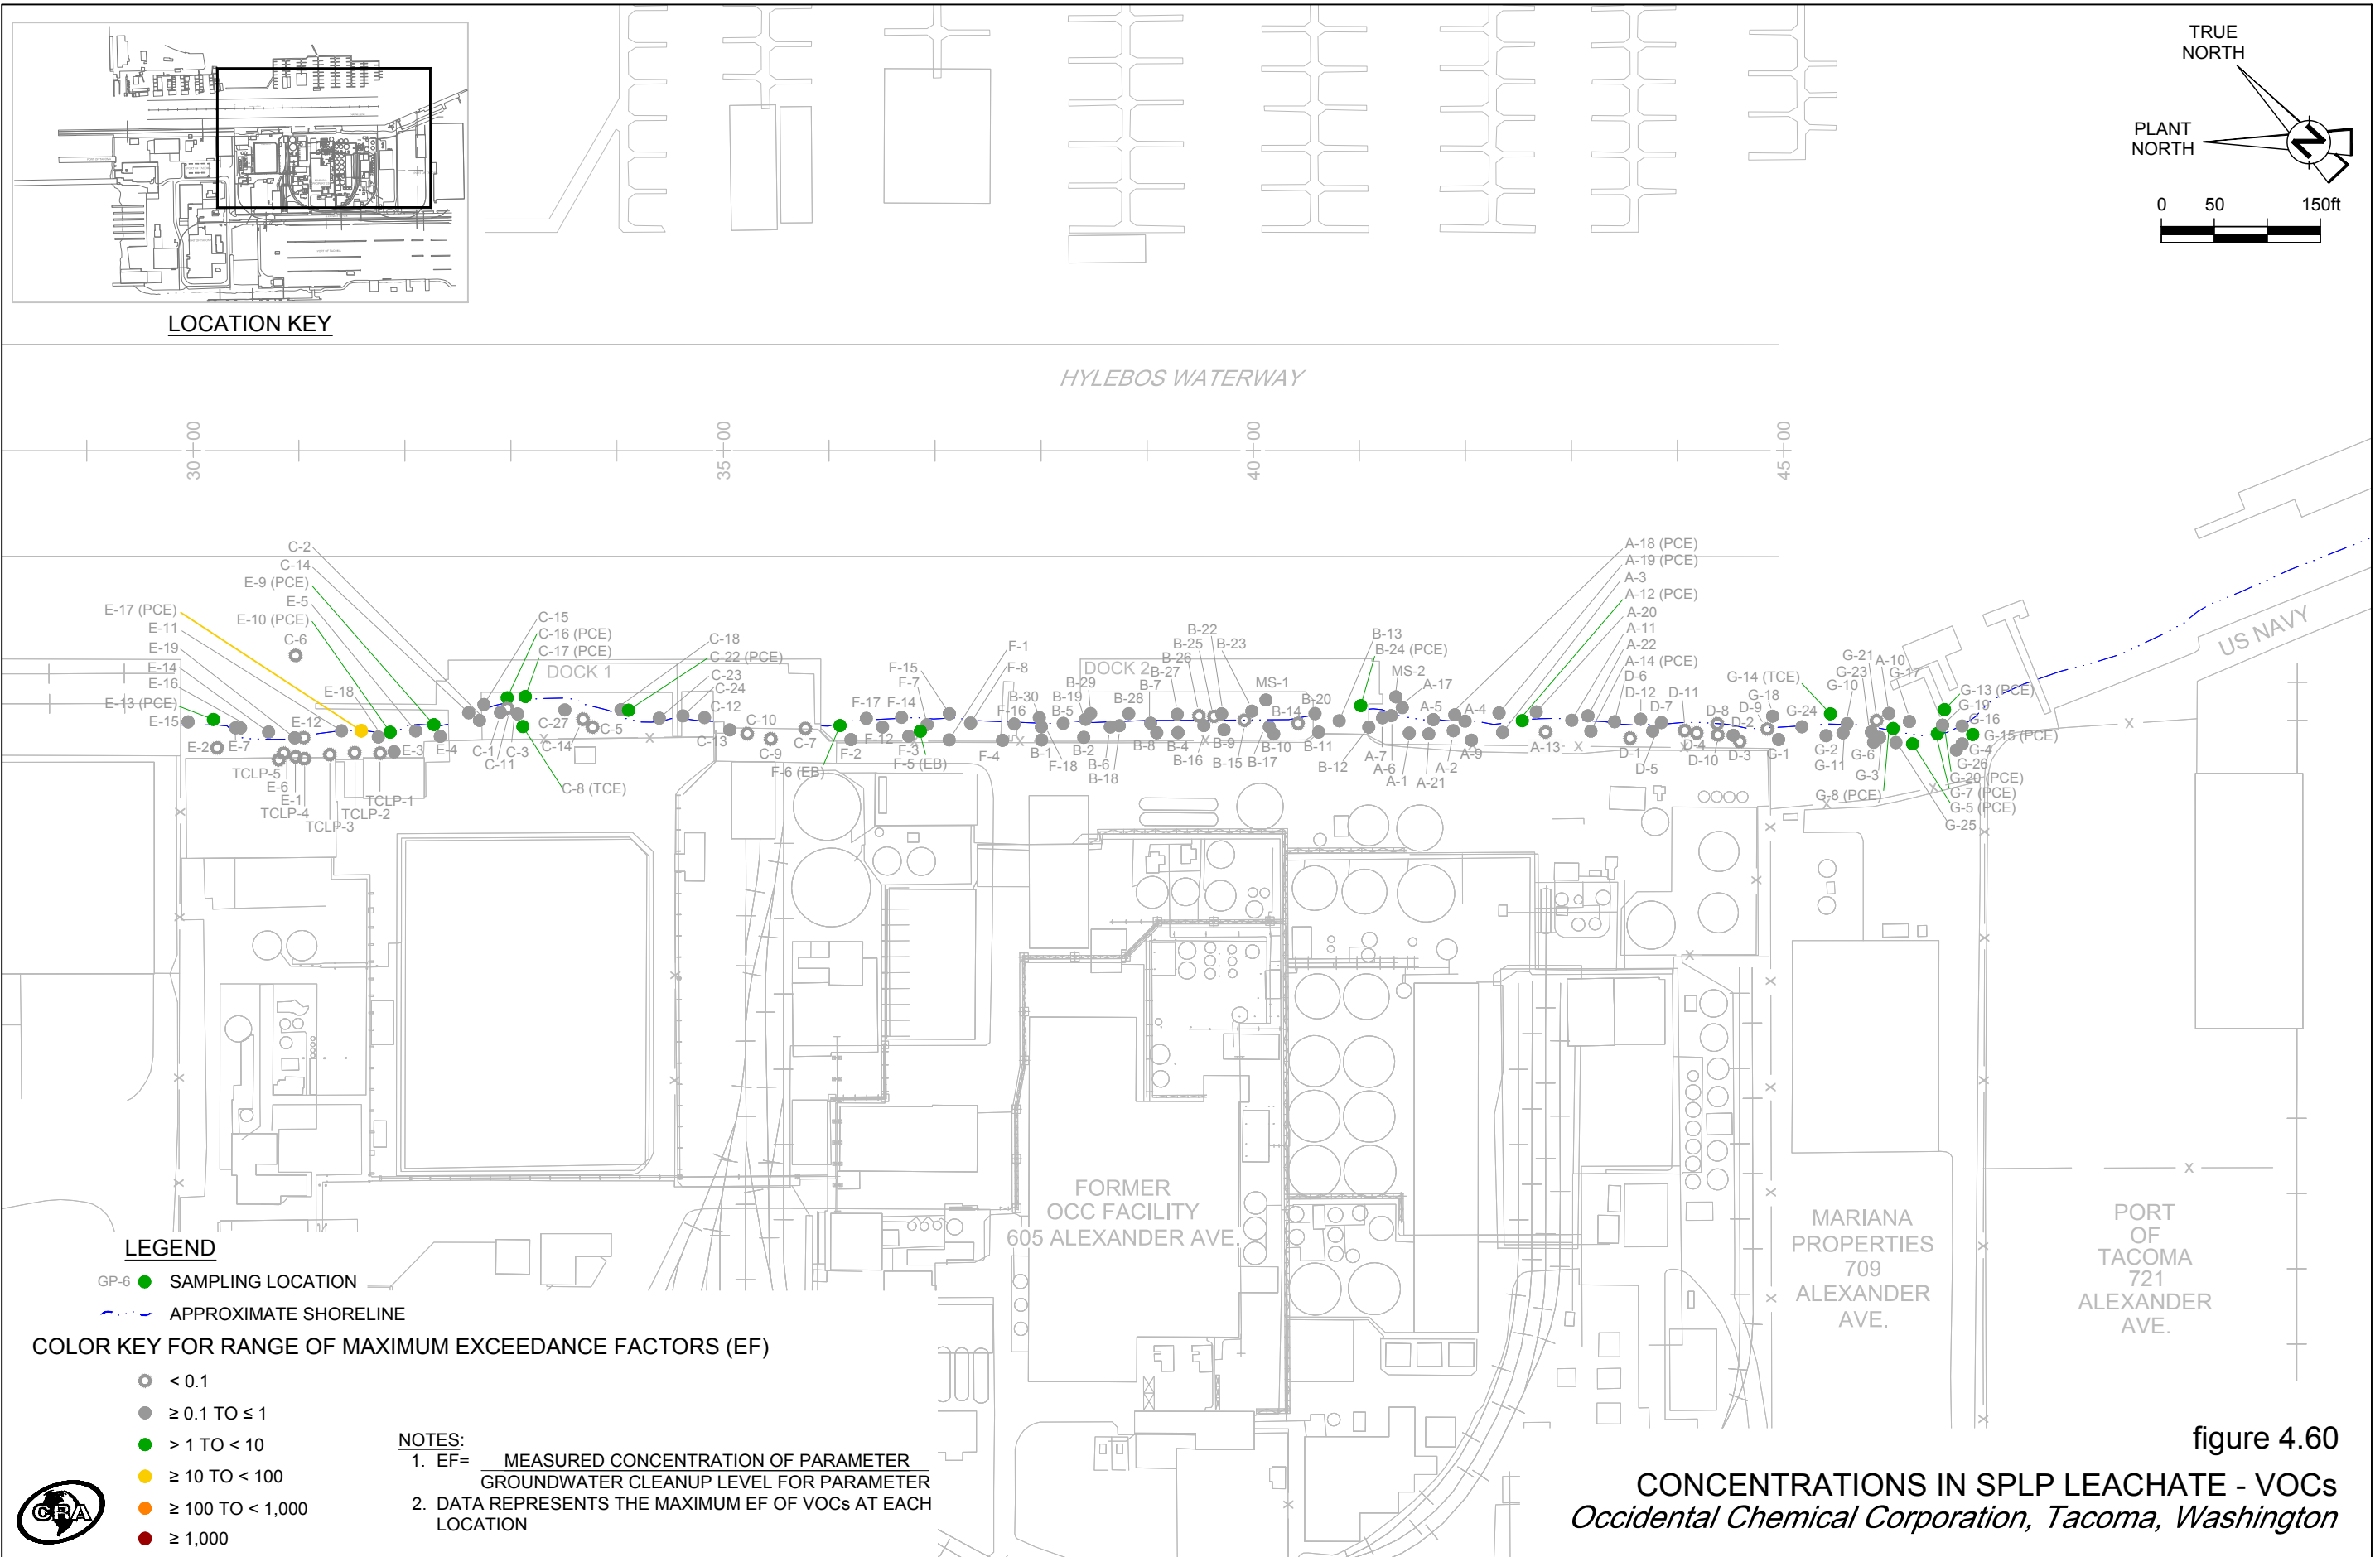 TRUE
NORTH
PLANT
NORTH
0 50 150ft
LOCATION KEY
HYLEBOS WATERWAY
30+00
35+00
40+00
45+00
C-2
C-14
E-9 (PCE)
E-5
E-10 (PCE)
E-17 (PCE)
E-11
E-19
E-14
E-16
E-13 (PCE)
E-15
C-6
E-18
E-12
E-2
E-7
TCLP-5
E-6
E-1
TCLP-4
TCLP-3
TCLP-2
TCLP-1
E-3
E-4
C-1
C-11
C-3
C-15
C-16 (PCE)
C-17 (PCE)
DOCK 1
C-18
C-22 (PCE)
C-23
C-24
C-12
C-27
C-14
C-5
C-8 (TCE)
C-13
C-10
C-9
C-7
F-6 (EB)
F-2
F-17
F-14
F-12
F-3
F-5 (EB)
F-15
F-7
F-1
F-8
F-16
F-4
B-30
B-19
B-5
B-29
B-1
F-18
B-2
B-6
B-18
DOCK 2
B-28
B-7
B-27
B-26
B-25
B-22
B-23
B-8
B-4
B-16
B-9
B-15
B-17
B-10
MS-1
B-14
B-20
B-11
B-12
B-13
B-24 (PCE)
MS-2
A-17
A-7
A-6
A-1
A-5
A-21
A-2
A-4
A-9
A-13
A-18 (PCE)
A-19 (PCE)
A-3
A-12 (PCE)
A-20
A-11
A-22
A-14 (PCE)
D-6
D-12
D-7
D-11
D-1
D-5
D-4
D-10
D-8
D-2
D-3
D-9
G-18
G-14 (TCE)
G-24
G-1
G-10
G-23
G-21
A-10
G-17
G-2
G-11
G-6
G-3
G-8 (PCE)
G-13 (PCE)
G-19
G-16
G-15 (PCE)
G-4
G-26
G-20 (PCE)
G-7 (PCE)
G-5 (PCE)
G-25
US NAVY
FORMER
OCC FACILITY
605 ALEXANDER AVE.
MARIANA
PROPERTIES
709
ALEXANDER
AVE.
PORT
OF
TACOMA
721
ALEXANDER
AVE.
LEGEND
GP-6 SAMPLING LOCATION
APPROXIMATE SHORELINE
COLOR KEY FOR RANGE OF MAXIMUM EXCEEDANCE FACTORS (EF)
< 0.1
≥ 0.1 TO ≤ 1
> 1 TO < 10
≥ 10 TO < 100
≥ 100 TO < 1,000
≥ 1,000
CRA
NOTES:
1. EF= MEASURED CONCENTRATION OF PARAMETER
GROUNDWATER CLEANUP LEVEL FOR PARAMETER
2. DATA REPRESENTS THE MAXIMUM EF OF VOCs AT EACH
LOCATION
figure 4.60
CONCENTRATIONS IN SPLP LEACHATE - VOCs
Occidental Chemical Corporation, Tacoma, Washington